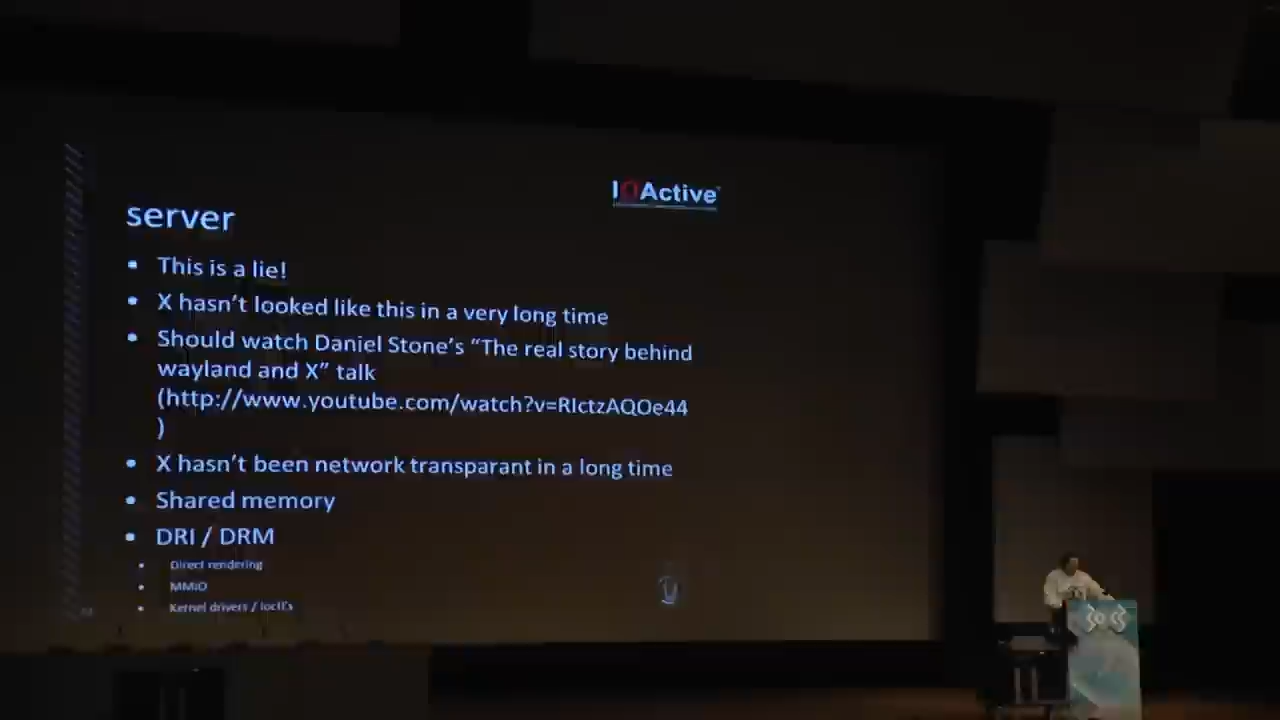 IOActive
server
• This is a lie!
• X hasn't looked like this in a very long time
• Should watch Daniel Stone's “The real story behind
wayland and X” talk
(http://www.youtube.com/watch?v=RIctzAQOe44
)
• X hasn't been network transparant in a long time
• Shared memory
• DRI / DRM
• Direct rendering
• MMIO
• Kernel drivers / ioctl's
30C3